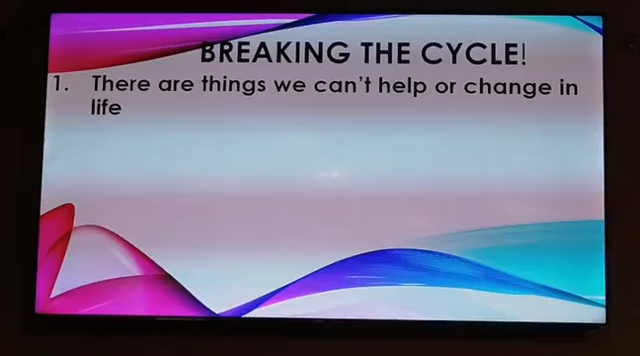 BREAKING THE CYCLE!
1. There are things we can't help or change in
life